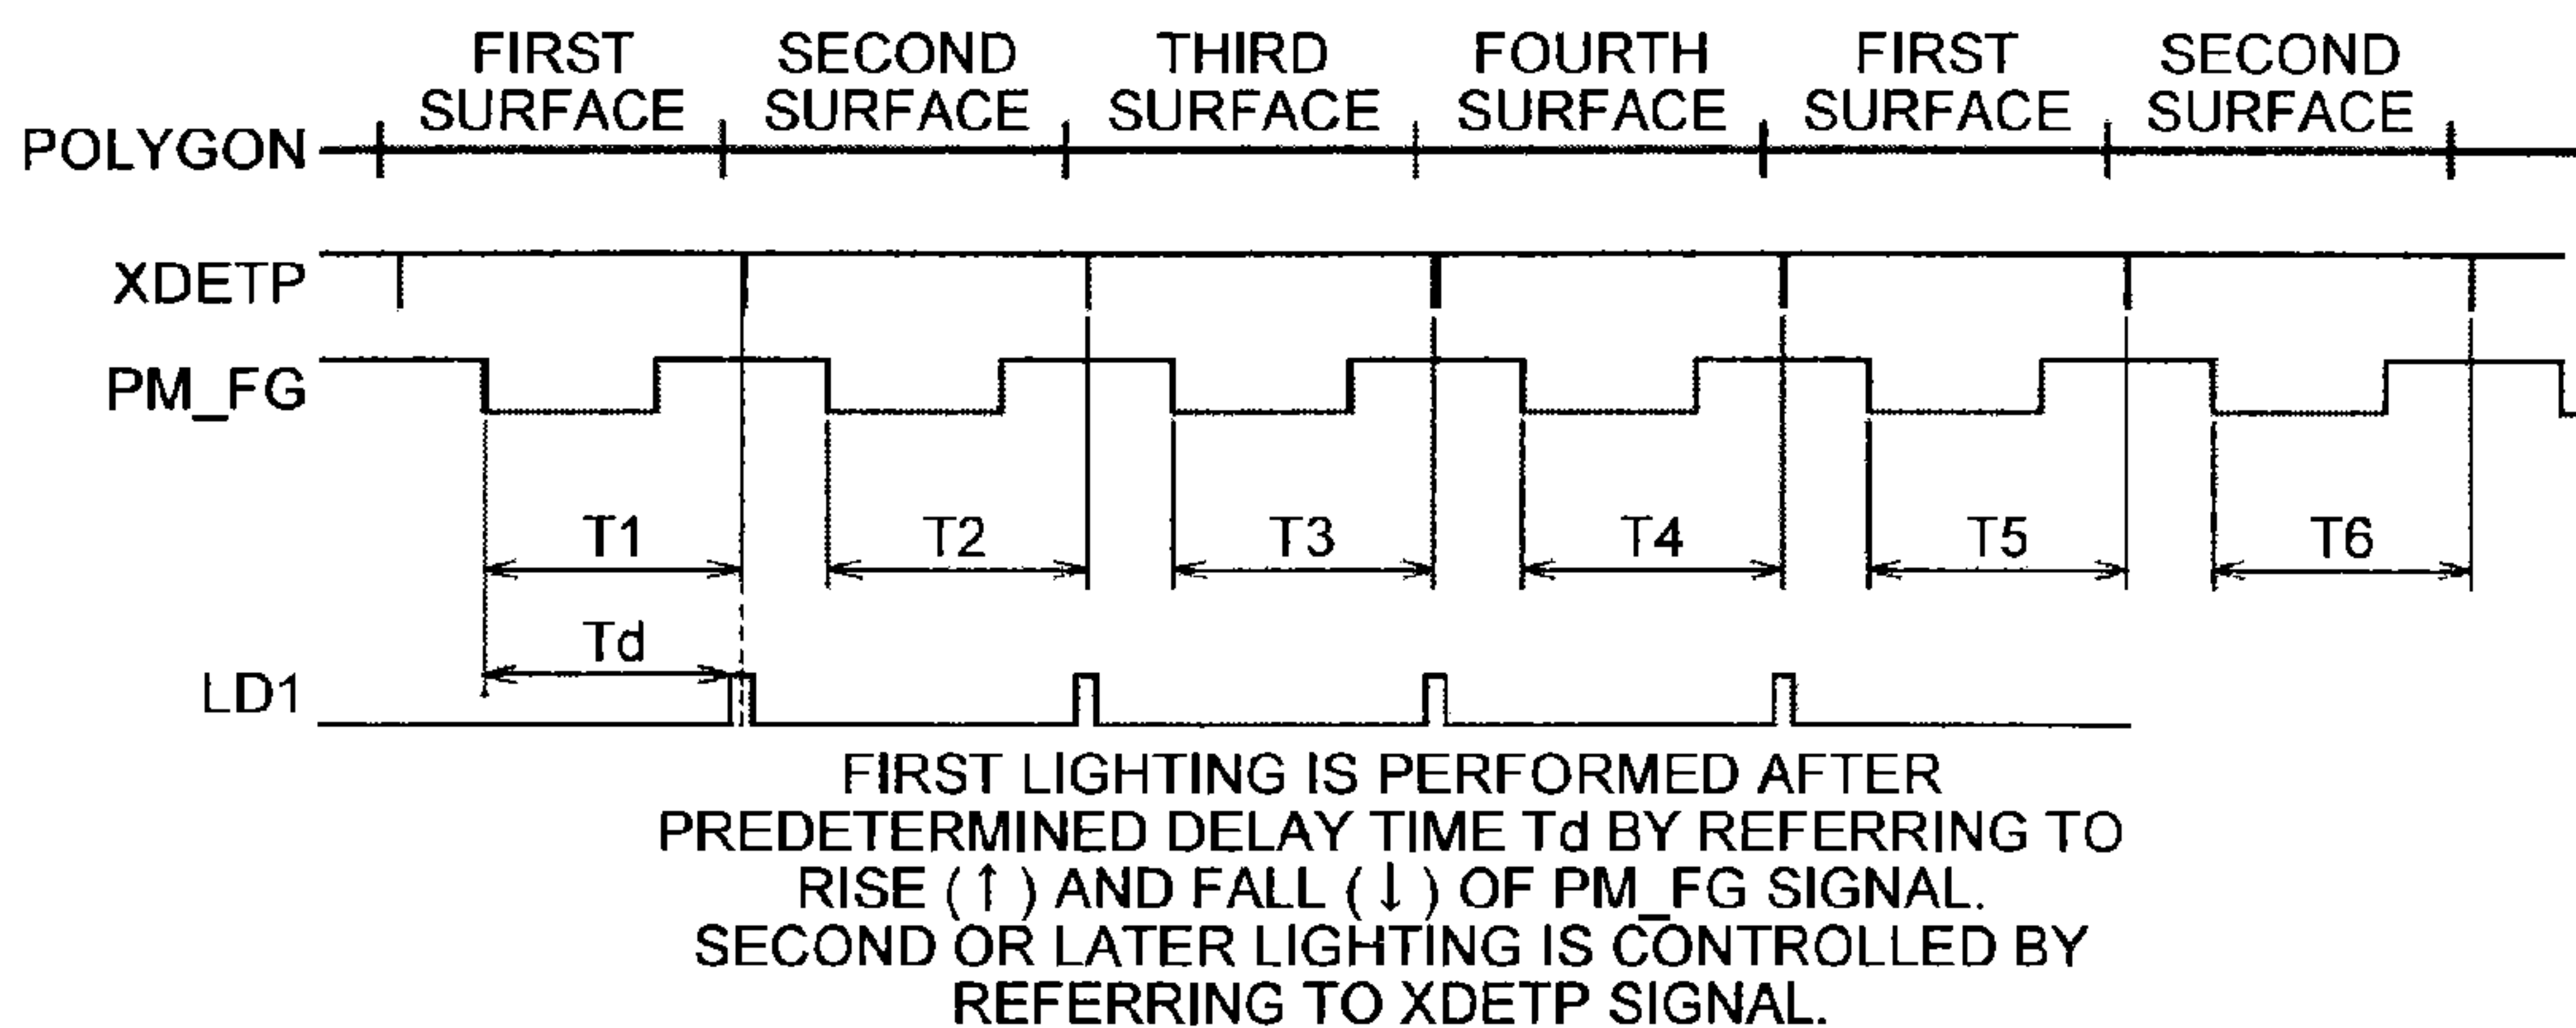 FIRST SURFACE
SECOND SURFACE
THIRD SURFACE
FOURTH SURFACE
FIRST SURFACE
SECOND SURFACE
POLYGON
XDETP
PM_FG
T1
T2
T3
T4
T5
T6
Td
LD1
FIRST LIGHTING IS PERFORMED AFTER
PREDETERMINED DELAY TIME Td BY REFERRING TO
RISE (↑) AND FALL (↓) OF PM_FG SIGNAL.
SECOND OR LATER LIGHTING IS CONTROLLED BY
REFERRING TO XDETP SIGNAL.